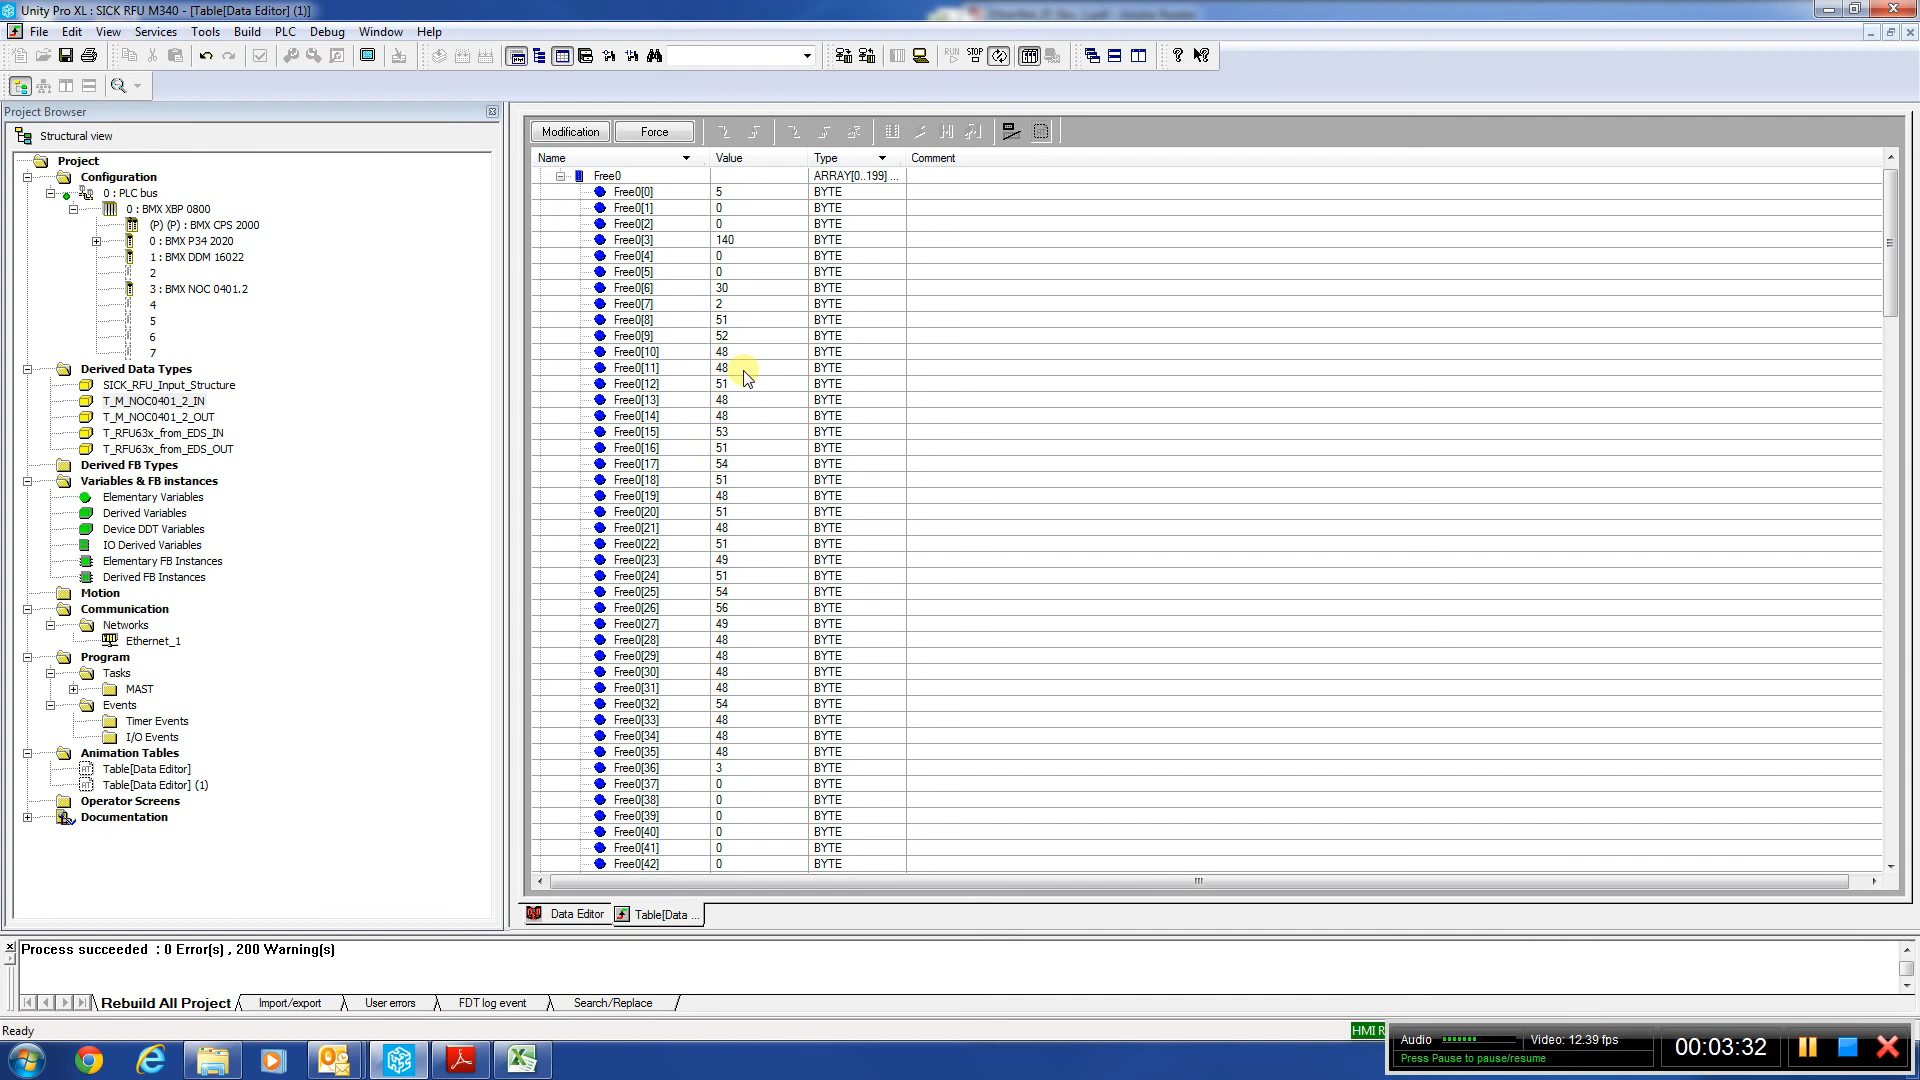 Unity Pro XL : SICK RFU M340 - [Table[Data Editor] (1)]
File Edit View Services Tools Build PLC Debug Window Help
RUN STOP
Project Browser
Structural view
Project
Configuration
0 : PLC bus
0 : BMX XBP 0800
(P) (P) : BMX CPS 2000
0 : BMX P34 2020
1 : BMX DDM 16022
2
3 : BMX NOC 0401.2
4
5
6
7
Derived Data Types
SICK_RFU_Input_Structure
T_M_NOC0401_2_IN
T_M_NOC0401_2_OUT
T_RFU63x_from_EDS_IN
T_RFU63x_from_EDS_OUT
Derived FB Types
Variables & FB instances
Elementary Variables
Derived Variables
Device DDT Variables
IO Derived Variables
Elementary FB Instances
Derived FB Instances
Motion
Communication
Networks
Ethernet_1
Program
Tasks
MAST
Events
Timer Events
I/O Events
Animation Tables
Table[Data Editor]
Table[Data Editor] (1)
Operator Screens
Documentation
Modification Force
Name Value Type Comment
Free0 ARRAY[0..199] ...
Free0[0] 5 BYTE
Free0[1] 0 BYTE
Free0[2] 0 BYTE
Free0[3] 140 BYTE
Free0[4] 0 BYTE
Free0[5] 0 BYTE
Free0[6] 30 BYTE
Free0[7] 2 BYTE
Free0[8] 51 BYTE
Free0[9] 52 BYTE
Free0[10] 48 BYTE
Free0[11] 48 BYTE
Free0[12] 51 BYTE
Free0[13] 48 BYTE
Free0[14] 48 BYTE
Free0[15] 53 BYTE
Free0[16] 51 BYTE
Free0[17] 54 BYTE
Free0[18] 51 BYTE
Free0[19] 48 BYTE
Free0[20] 51 BYTE
Free0[21] 48 BYTE
Free0[22] 51 BYTE
Free0[23] 49 BYTE
Free0[24] 51 BYTE
Free0[25] 54 BYTE
Free0[26] 56 BYTE
Free0[27] 49 BYTE
Free0[28] 48 BYTE
Free0[29] 48 BYTE
Free0[30] 48 BYTE
Free0[31] 48 BYTE
Free0[32] 54 BYTE
Free0[33] 48 BYTE
Free0[34] 48 BYTE
Free0[35] 48 BYTE
Free0[36] 3 BYTE
Free0[37] 0 BYTE
Free0[38] 0 BYTE
Free0[39] 0 BYTE
Free0[40] 0 BYTE
Free0[41] 0 BYTE
Free0[42] 0 BYTE
Data Editor Table[Data ...
Process succeeded : 0 Error(s) , 200 Warning(s)
Rebuild All Project Import/export User errors FDT log event Search/Replace
Ready
HMI R
Audio Video: 12.39 fps
Press Pause to pause/resume
00:03:32